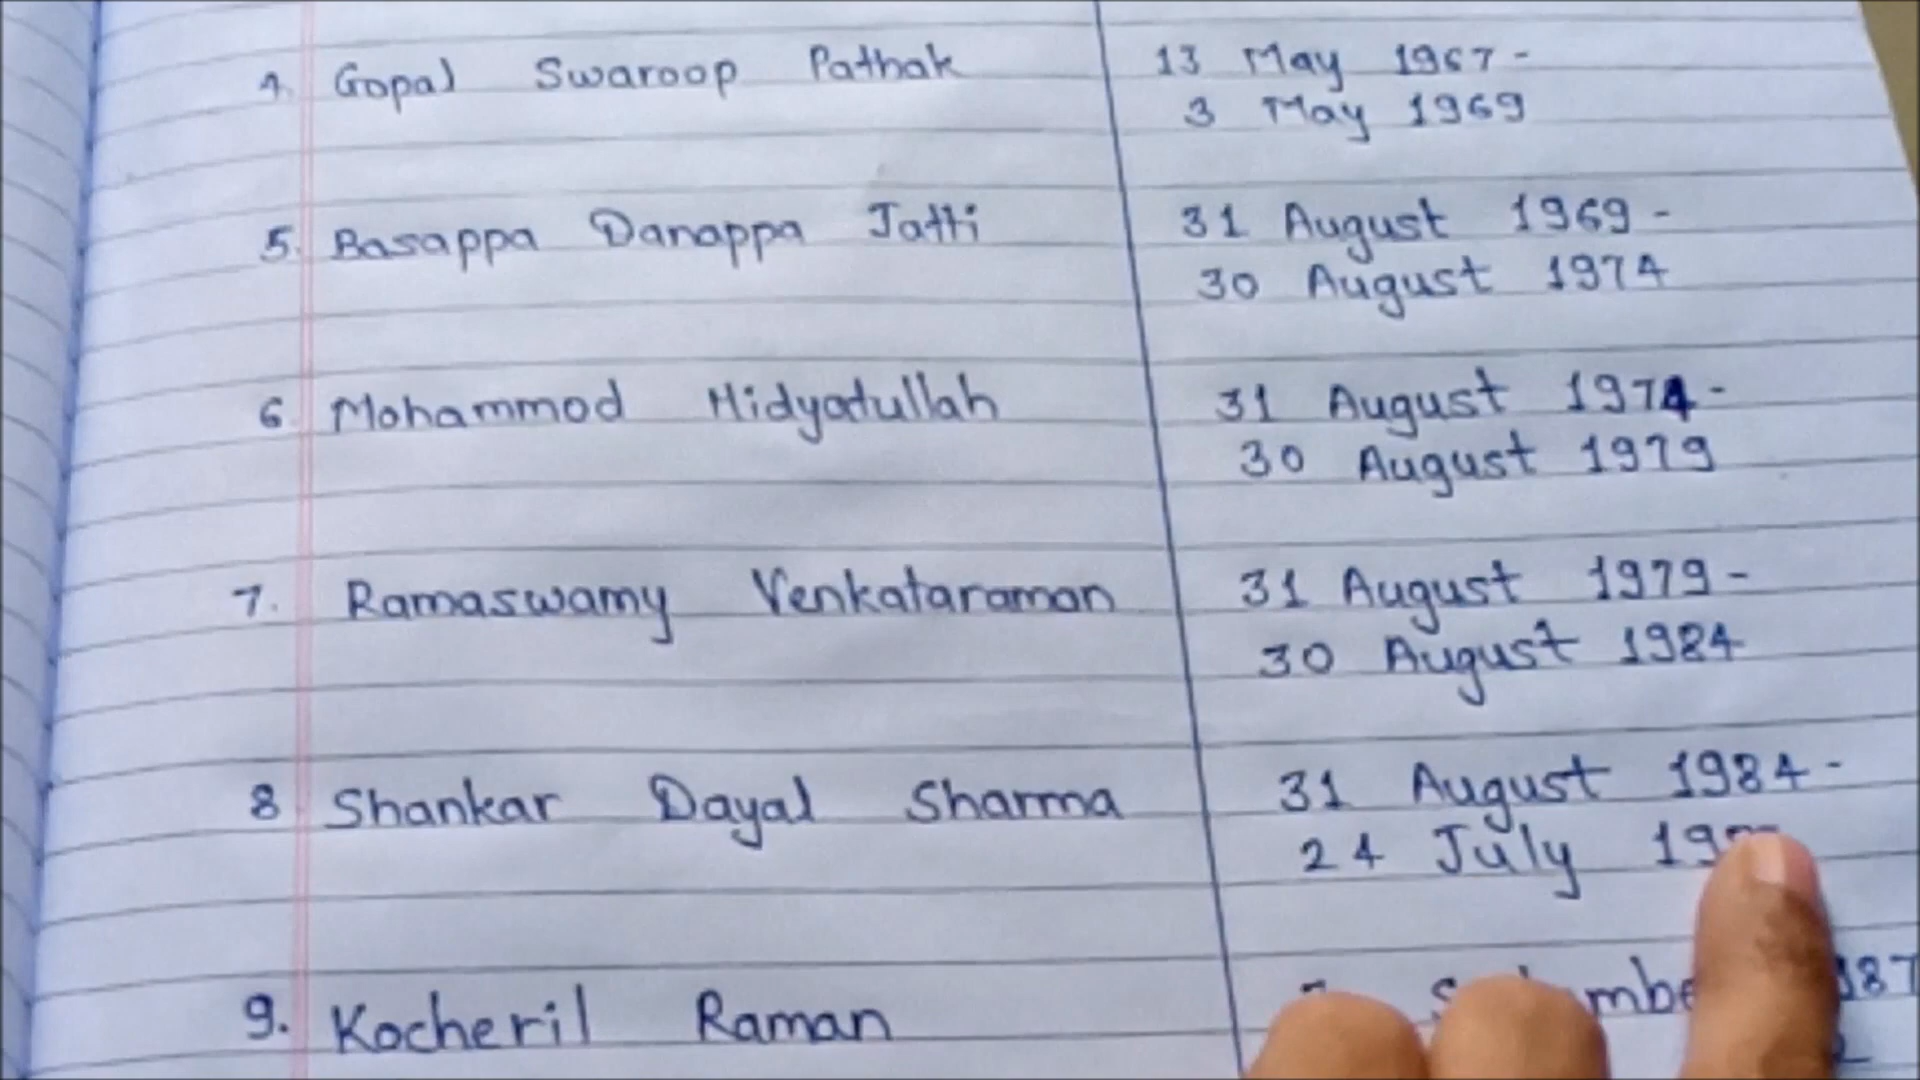 4. Gopal Swaroop Pathak 13 May 1967 -
3 May 1969
5. Basappa Danappa Jatti 31 August 1969 -
30 August 1974
6. Mohammod Hidyatullah 31 August 1974 -
30 August 1979
7. Ramaswamy Venkataraman 31 August 1979 -
30 August 1984
8 Shankar Dayal Sharma 31 August 1984 -
24 July
9. Kocheril Raman